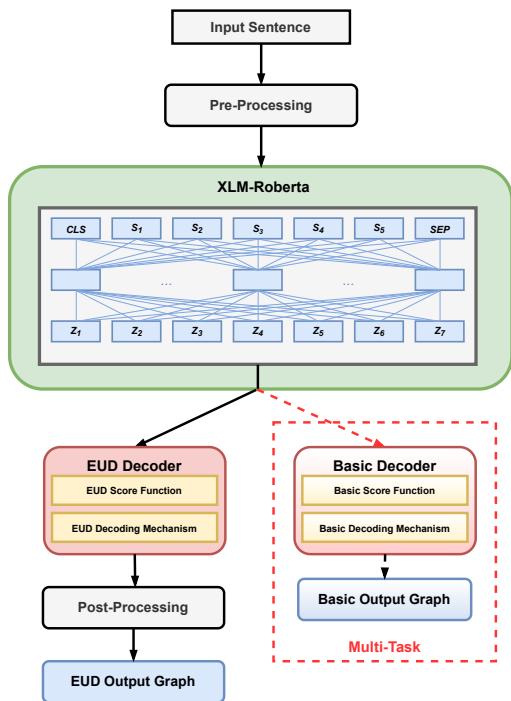 Input Sentence
Pre-Processing
XLM-Roberta
CLS S1 S2 S3 S4 S5 SEP
... ...
Z1 Z2 Z3 Z4 Z5 Z6 Z7
EUD Decoder
EUD Score Function
EUD Decoding Mechanism
Basic Decoder
Basic Score Function
Basic Decoding Mechanism
Post-Processing
Basic Output Graph
Multi-Task
EUD Output Graph